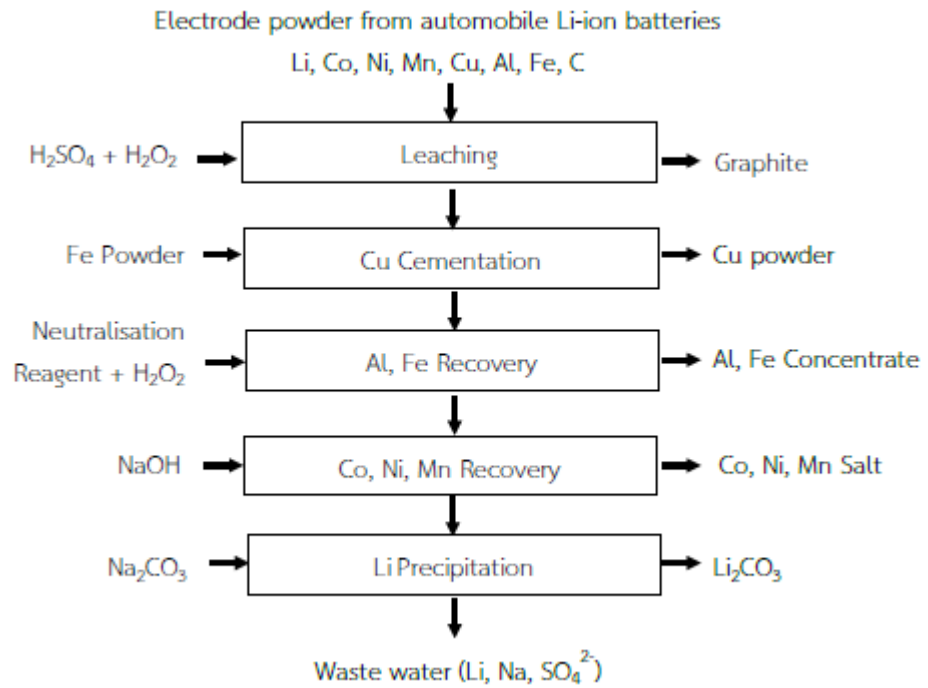 Electrode powder from automobile Li-ion batteries
Li, Co, Ni, Mn, Cu, Al, Fe, C
H₂SO₄ + H₂O₂
Leaching
Graphite
Fe Powder
Cu Cementation
Cu powder
Neutralisation
Reagent + H₂O₂
Al, Fe Recovery
Al, Fe Concentrate
NaOH
Co, Ni, Mn Recovery
Co, Ni, Mn Salt
Na₂CO₃
Li Precipitation
Li₂CO₃
Waste water (Li, Na, SO₄²⁻)